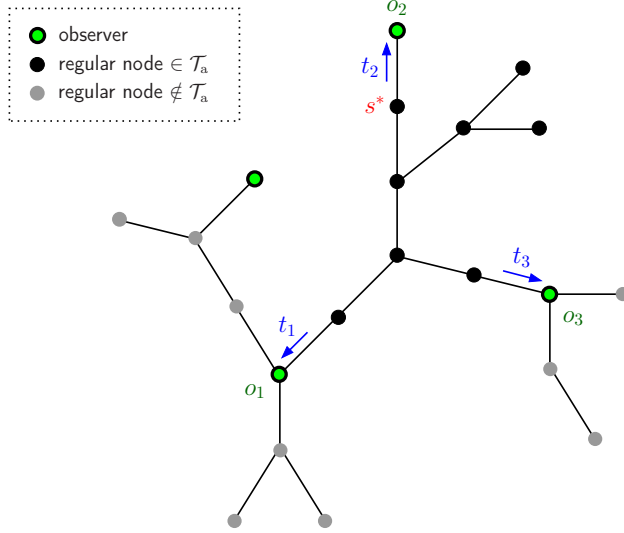 observer
regular node ∈ 𝒯ₐ
regular node ∉ 𝒯ₐ
o₂
t₂
s*
t₃
o₃
t₁
o₁